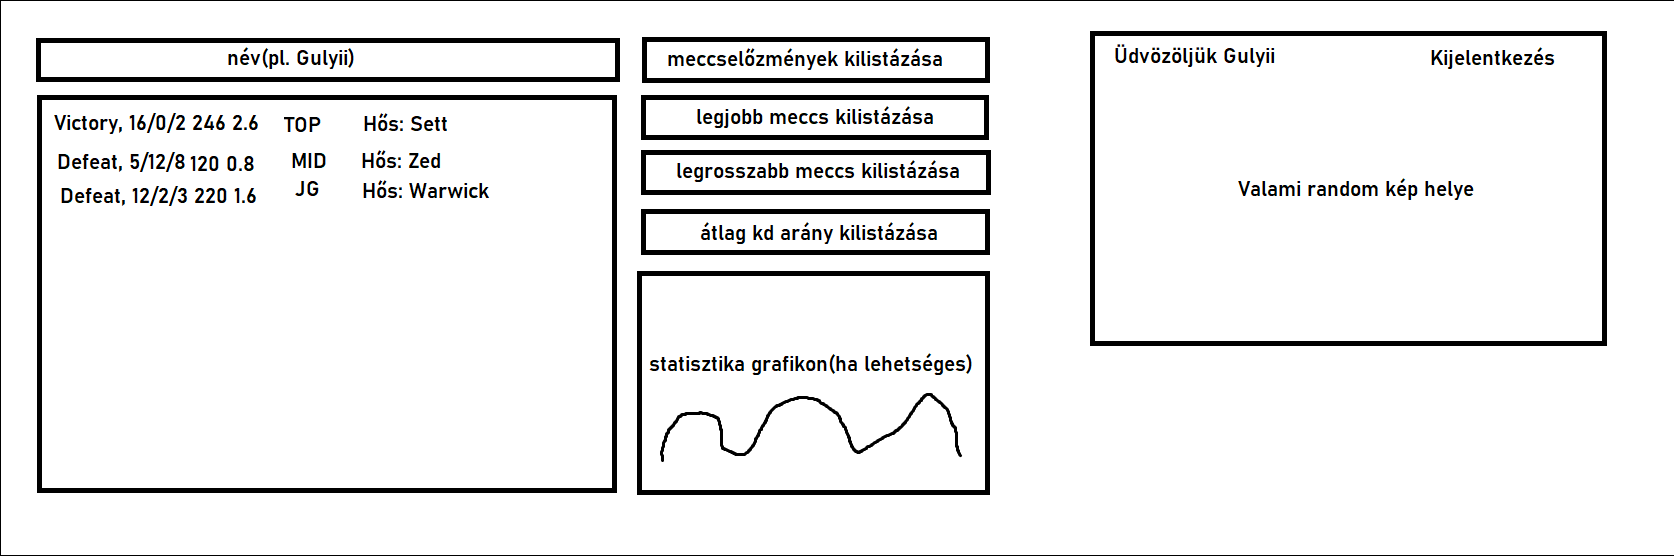 név(pl. Gulyii)
Victory, 16/0/2 246 2.6 TOP Hős: Sett
Defeat, 5/12/8 120 0.8 MID Hős: Zed
Defeat, 12/2/3 220 1.6 JG Hős: Warwick
meccselőzmények kilistázása
legjobb meccs kilistázása
legrosszabb meccs kilistázása
átlag kd arány kilistázása
statisztika grafikon(ha lehetséges)
Üdvözöljük Gulyii Kijelentkezés
Valami random kép helye